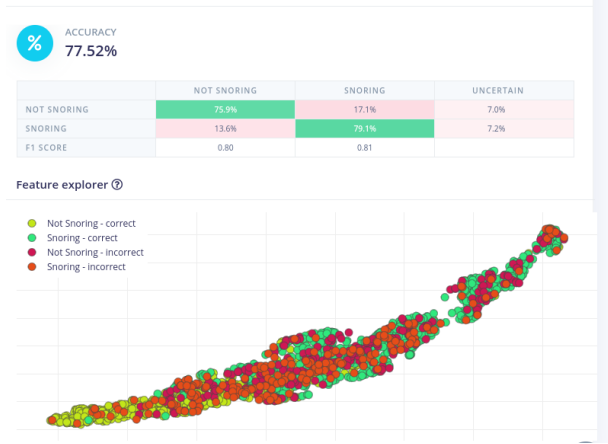 ACCURACY
%
77.52%
NOT SNORING SNORING UNCERTAIN
NOT SNORING 75.9% 17.1% 7.0%
SNORING 13.6% 79.1% 7.2%
F1 SCORE 0.80 0.81
Feature explorer ?
Not Snoring - correct
Snoring - correct
Not Snoring - incorrect
Snoring - incorrect